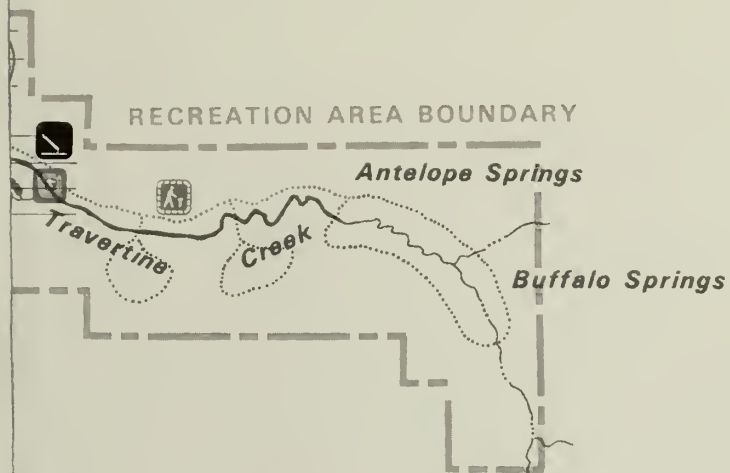 RECREATION AREA BOUNDARY
Antelope Springs
Travertine Creek
Buffalo Springs